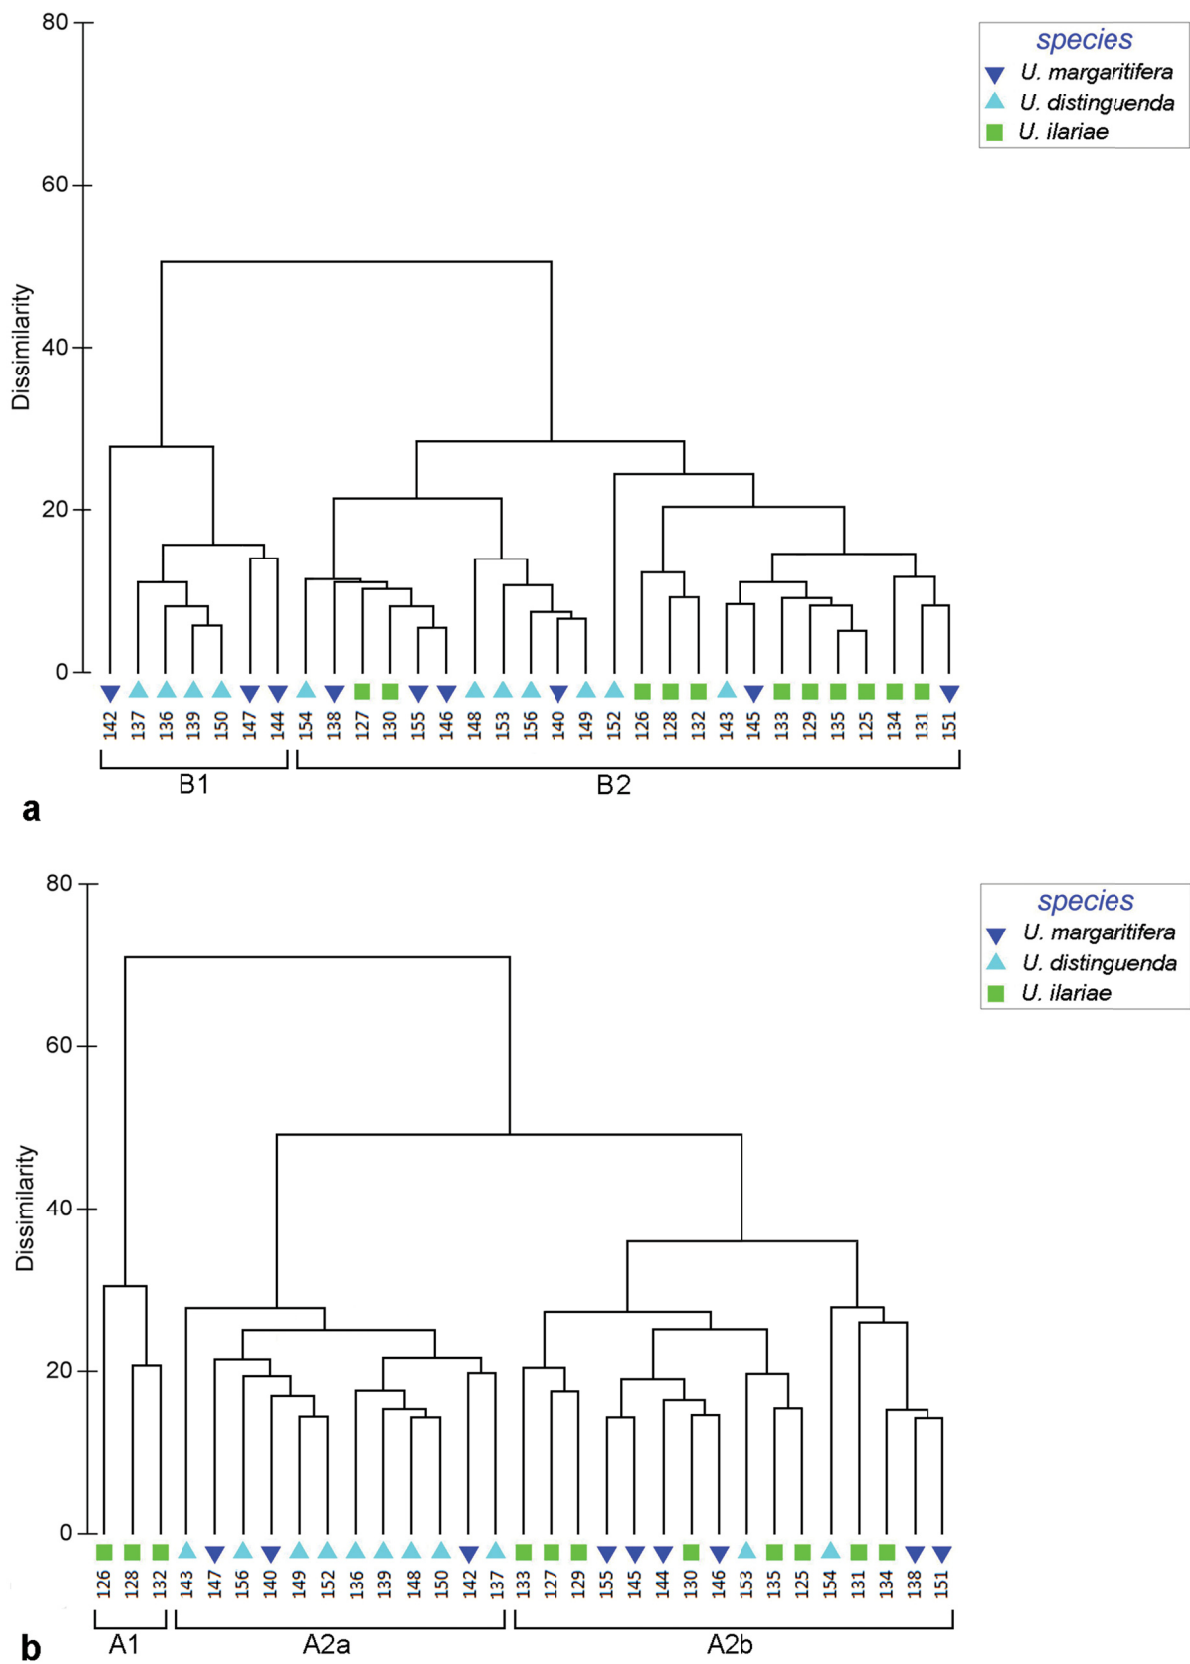 80
60
40
20
0
Dissimilarity
species
U. margaritifera
U. distinguenda
U. ilariae
142 137 136 139 150 147 144 154 138 127 130 155 146 148 153 156 140 149 152 126 128 132 143 145 133 129 135 125 134 131 151
B1 B2
a
80
60
40
20
0
Dissimilarity
species
U. margaritifera
U. distinguenda
U. ilariae
126 128 132 143 147 156 140 149 152 136 139 148 150 142 137 133 127 129 155 145 144 130 146 153 135 125 154 131 134 138 151
A1 A2a A2b
b